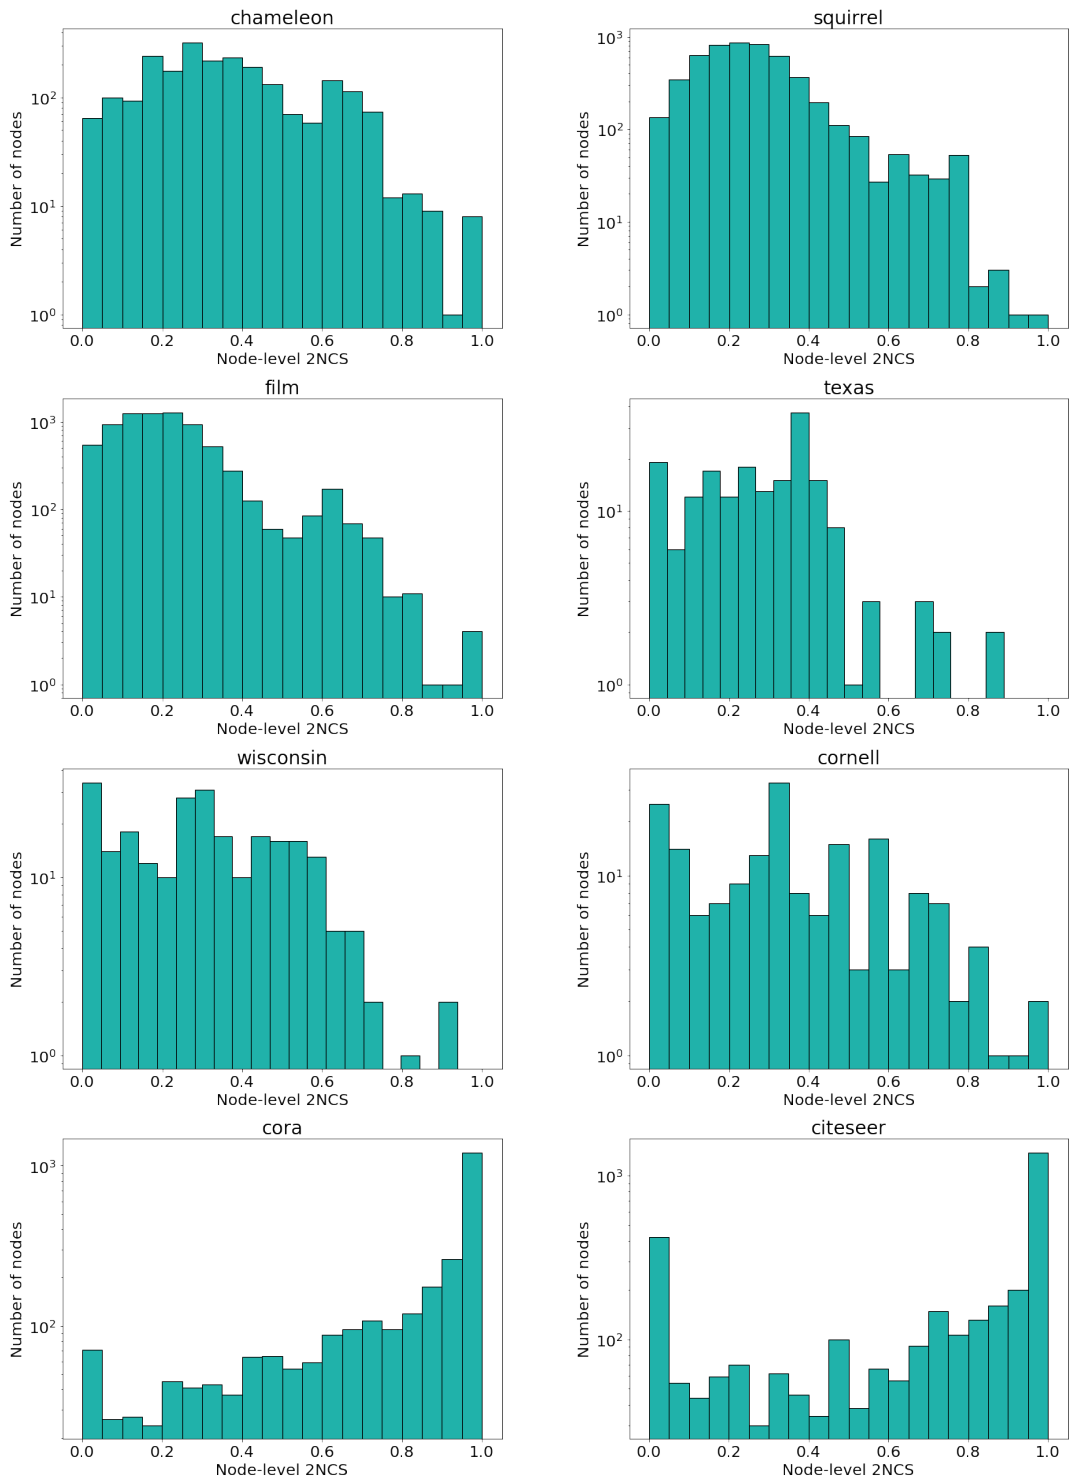 chameleon
Number of nodes
10²
10¹
10⁰
0.0 0.2 0.4 0.6 0.8 1.0
Node-level 2NCS
squirrel
Number of nodes
10³
10²
10¹
10⁰
0.0 0.2 0.4 0.6 0.8 1.0
Node-level 2NCS
film
Number of nodes
10³
10²
10¹
10⁰
0.0 0.2 0.4 0.6 0.8 1.0
Node-level 2NCS
texas
Number of nodes
10¹
10⁰
0.0 0.2 0.4 0.6 0.8 1.0
Node-level 2NCS
wisconsin
Number of nodes
10¹
10⁰
0.0 0.2 0.4 0.6 0.8 1.0
Node-level 2NCS
cornell
Number of nodes
10¹
10⁰
0.0 0.2 0.4 0.6 0.8 1.0
Node-level 2NCS
cora
Number of nodes
10³
10²
0.0 0.2 0.4 0.6 0.8 1.0
Node-level 2NCS
citeseer
Number of nodes
10³
10²
0.0 0.2 0.4 0.6 0.8 1.0
Node-level 2NCS